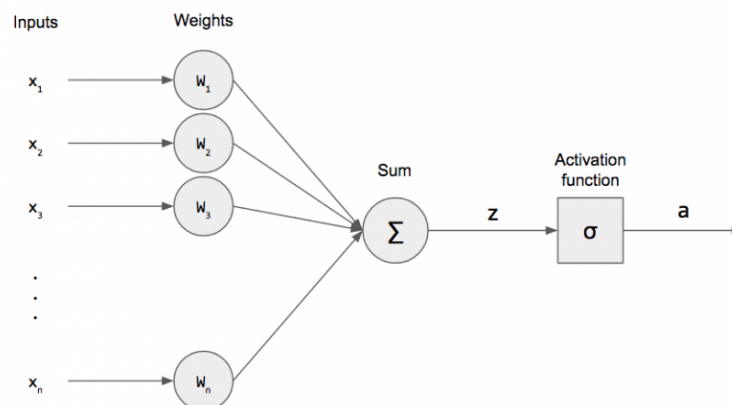 Inputs
Weights
x₁
W₁
x₂
W₂
x₃
W₃
Sum
Σ
z
Activation
function
σ
a
.
.
.
xₙ
Wₙ